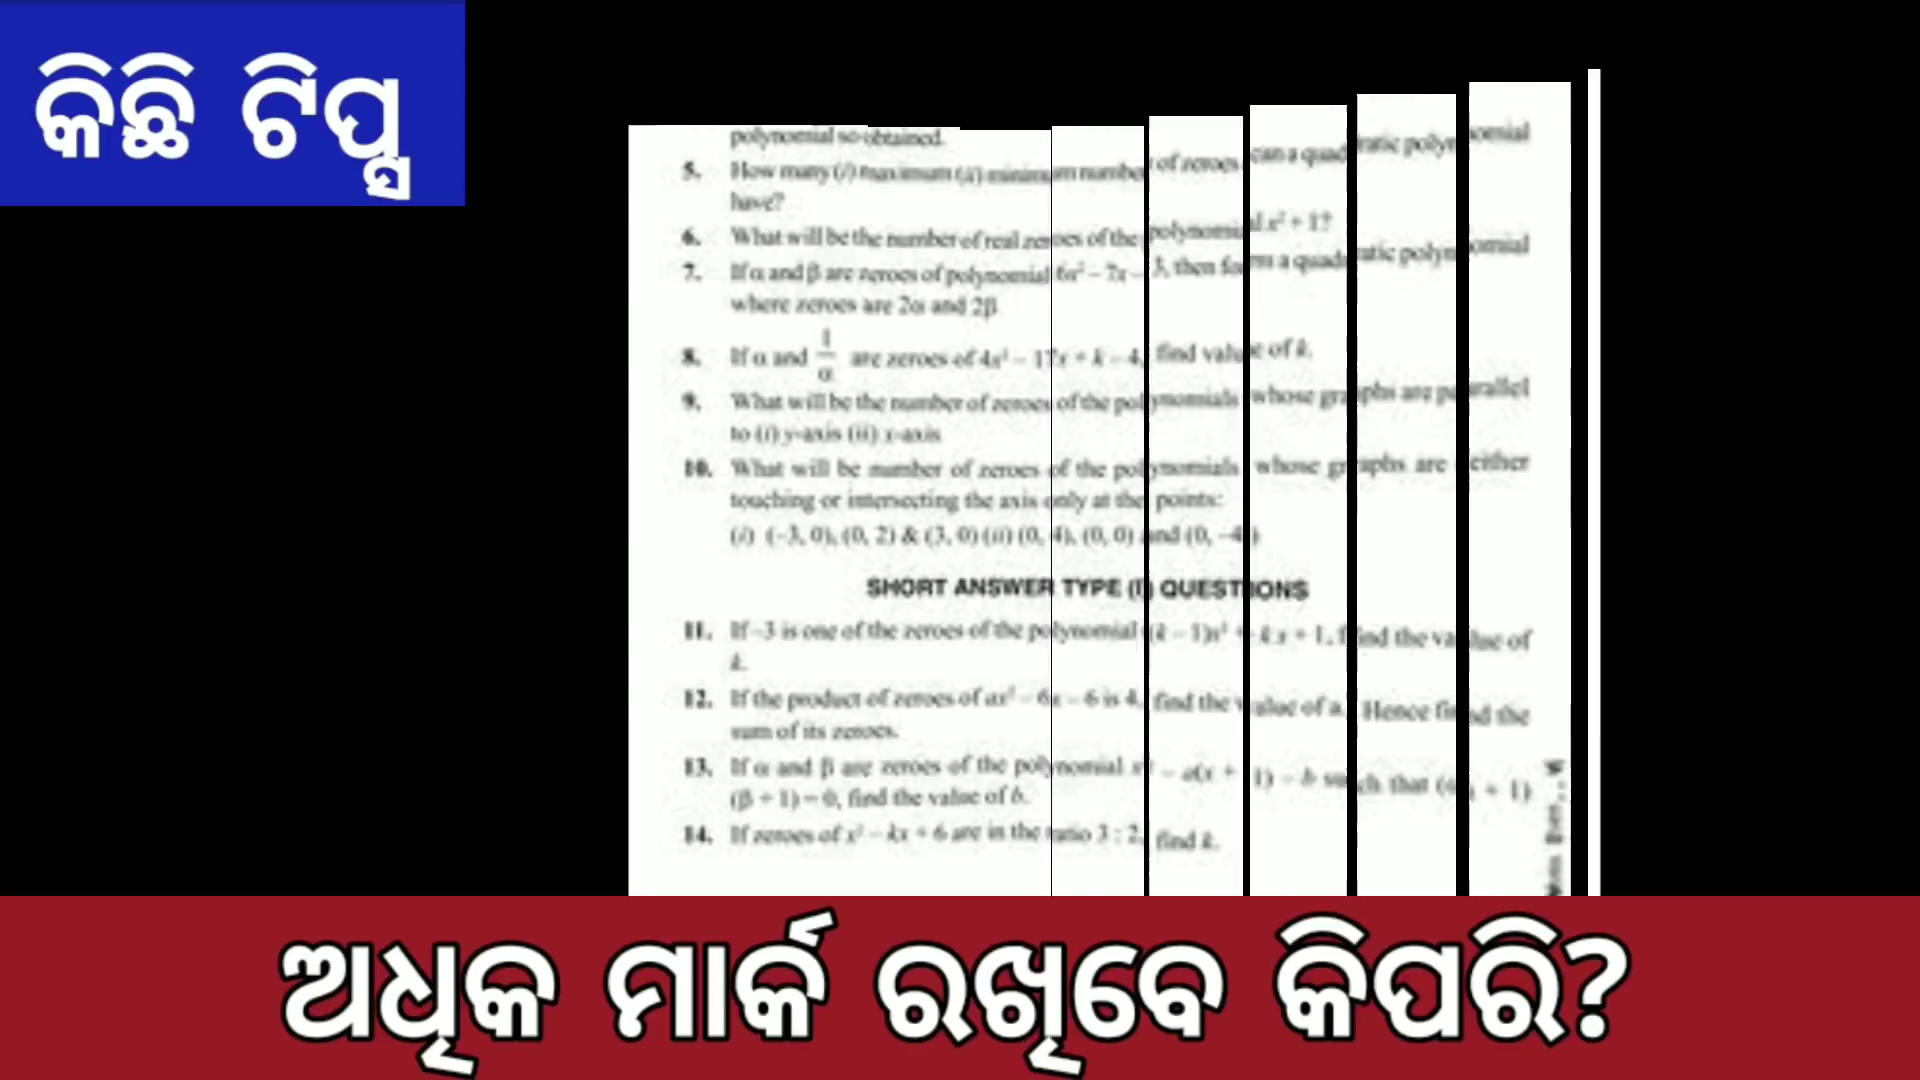 କିଛି ଟିପ୍ସ
polynomial so obtained.
5. How many (i) maximum (ii) minimum number of zeroes can a quadratic polynomial
have?
6. What will be the number of real zeroes of the polynomial x² + 1?
7. If α and β are zeroes of polynomial 6x² – 7x – 3, then form a quadratic polynomial
where zeroes are 2α and 2β
8. If α and 1/α are zeroes of 4x² – 17x + k – 4, find value of k.
9. What will be the number of zeroes of the polynomials whose graphs are parallel
to (i) y-axis (ii) x-axis
10. What will be number of zeroes of the polynomials whose graphs are either
touching or intersecting the axis only at the points:
(i) (–3, 0), (0, 2) & (3, 0) (ii) (0, 4), (0, 0) and (0, –4)
SHORT ANSWER TYPE (I) QUESTIONS
11. If –3 is one of the zeroes of the polynomial (k – 1)x² + k x + 1, find the value of
k.
12. If the product of zeroes of ax² – 6x – 6 is 4, find the value of a. Hence find the
sum of its zeroes.
13. If α and β are zeroes of the polynomial x² – a(x + 1) – b such that (α + 1)
(β + 1) = 0, find the value of b.
14. If zeroes of x² – kx + 6 are in the ratio 3 : 2, find k.
ଅଧିକ ମାର୍କ ରଖିବେ କିପରି?